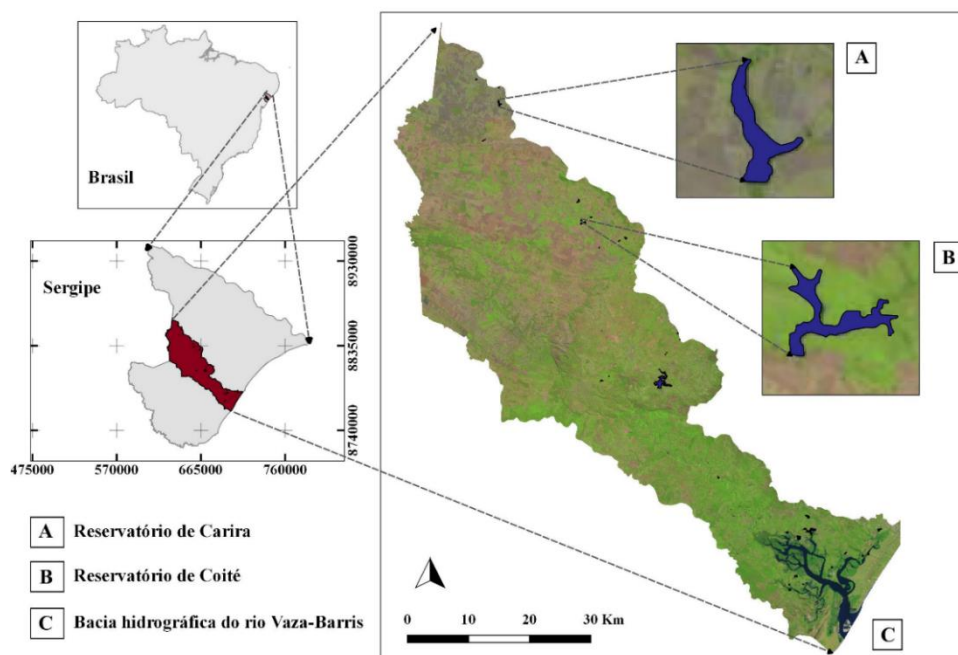 Brasil
Sergipe
8930000
8835000
8740000
475000 570000 665000 760000
A Reservatório de Carira
B Reservatório de Coité
C Bacia hidrográfica do rio Vaza-Barris
A
B
C
0 10 20 30 Km